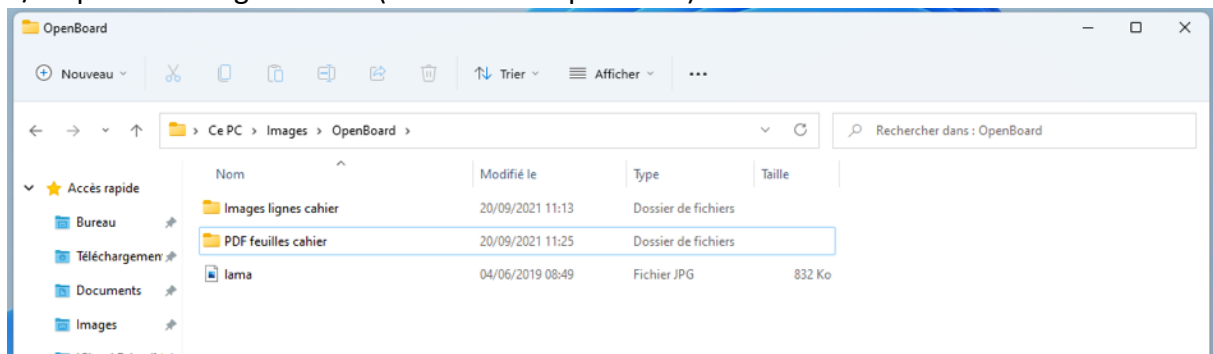 OpenBoard
Nouveau
Trier
Afficher
Ce PC > Images > OpenBoard >
Rechercher dans : OpenBoard
Nom Modifié le Type Taille
Accès rapide
Images lignes cahier 20/09/2021 11:13 Dossier de fichiers
Bureau
PDF feuilles cahier 20/09/2021 11:25 Dossier de fichiers
Téléchargemen
lama 04/06/2019 08:49 Fichier JPG 832 Ko
Documents
Images